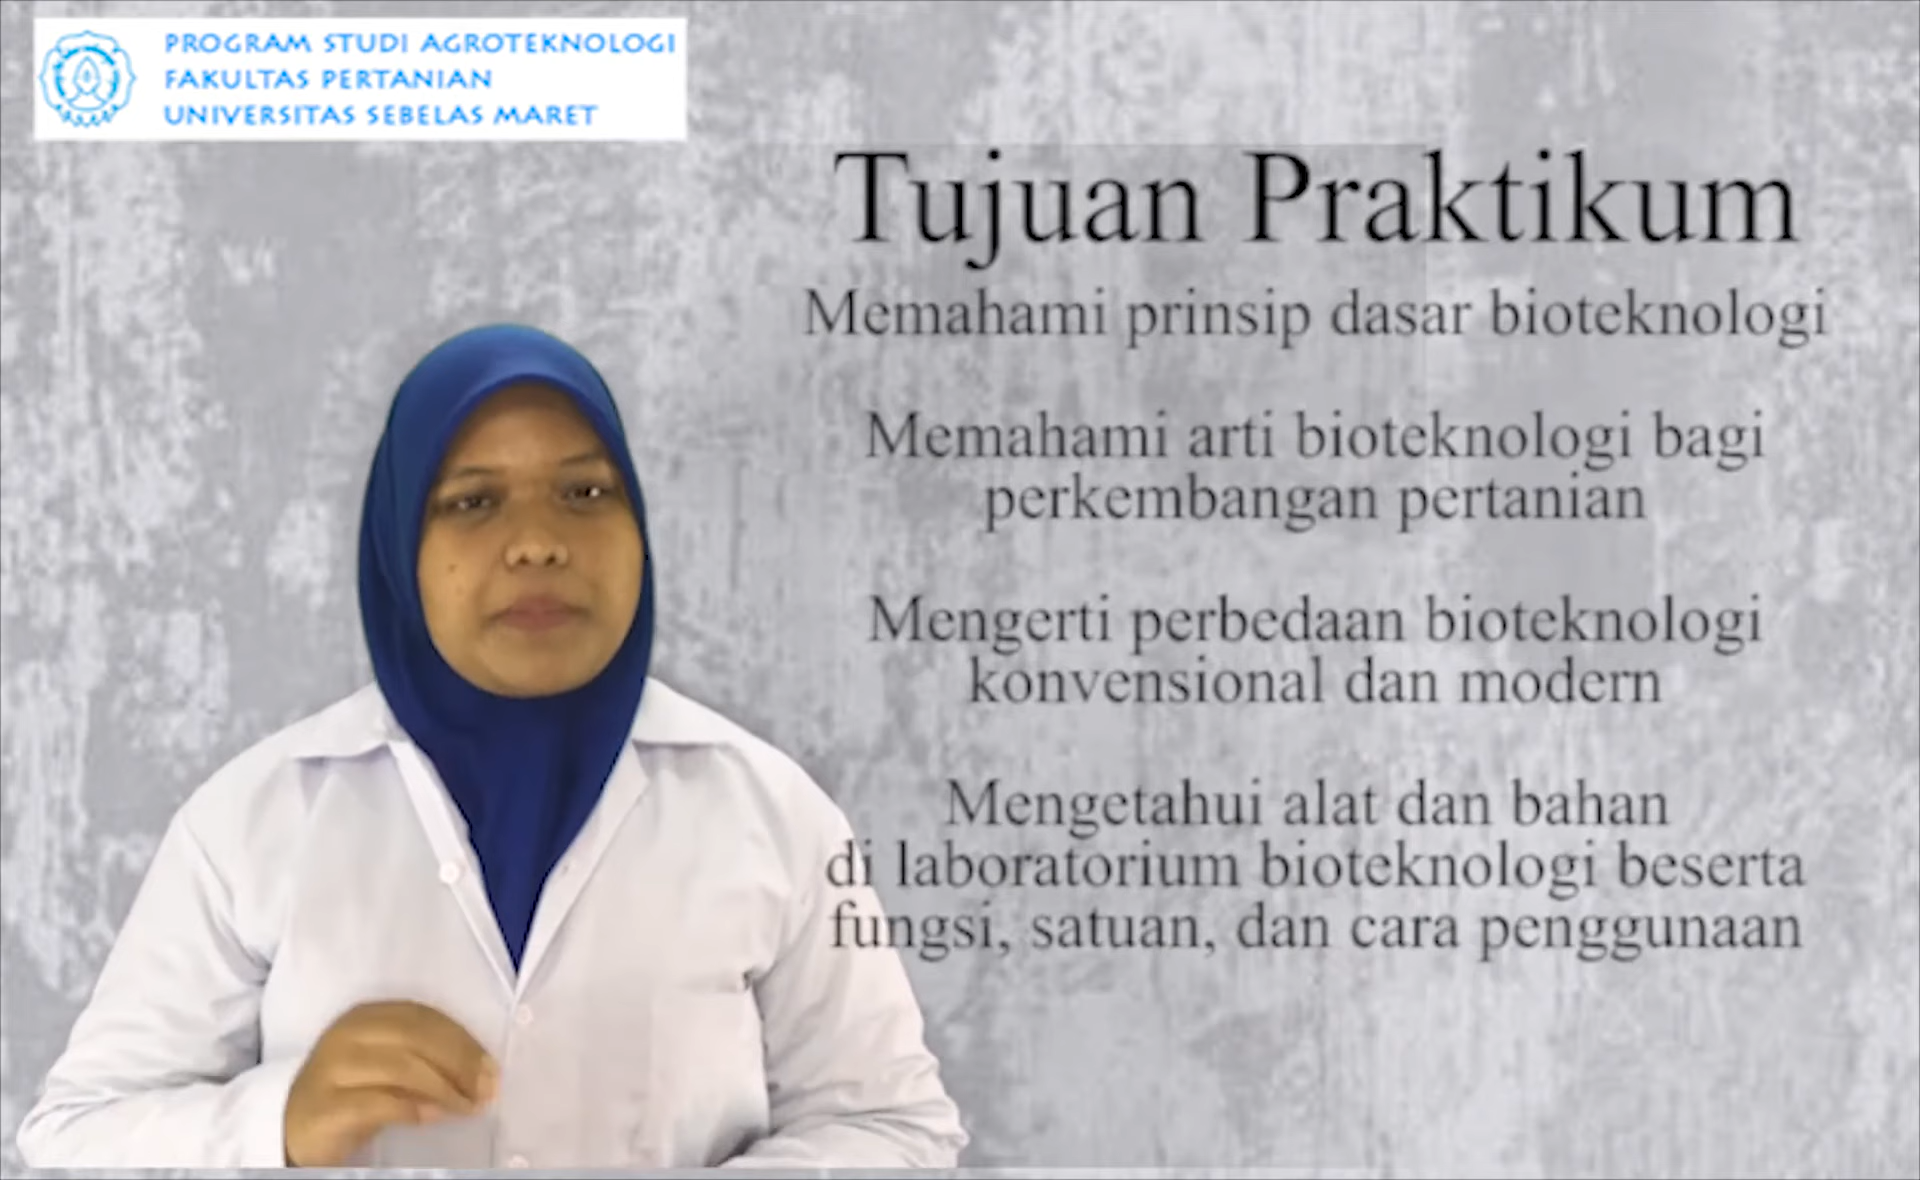 PROGRAM STUDI AGROTEKNOLOGI
FAKULTAS PERTANIAN
UNIVERSITAS SEBELAS MARET
Tujuan Praktikum
Memahami prinsip dasar bioteknologi
Memahami arti bioteknologi bagi
perkembangan pertanian
Mengerti perbedaan bioteknologi
konvensional dan modern
Mengetahui alat dan bahan
di laboratorium bioteknologi beserta
fungsi, satuan, dan cara penggunaan